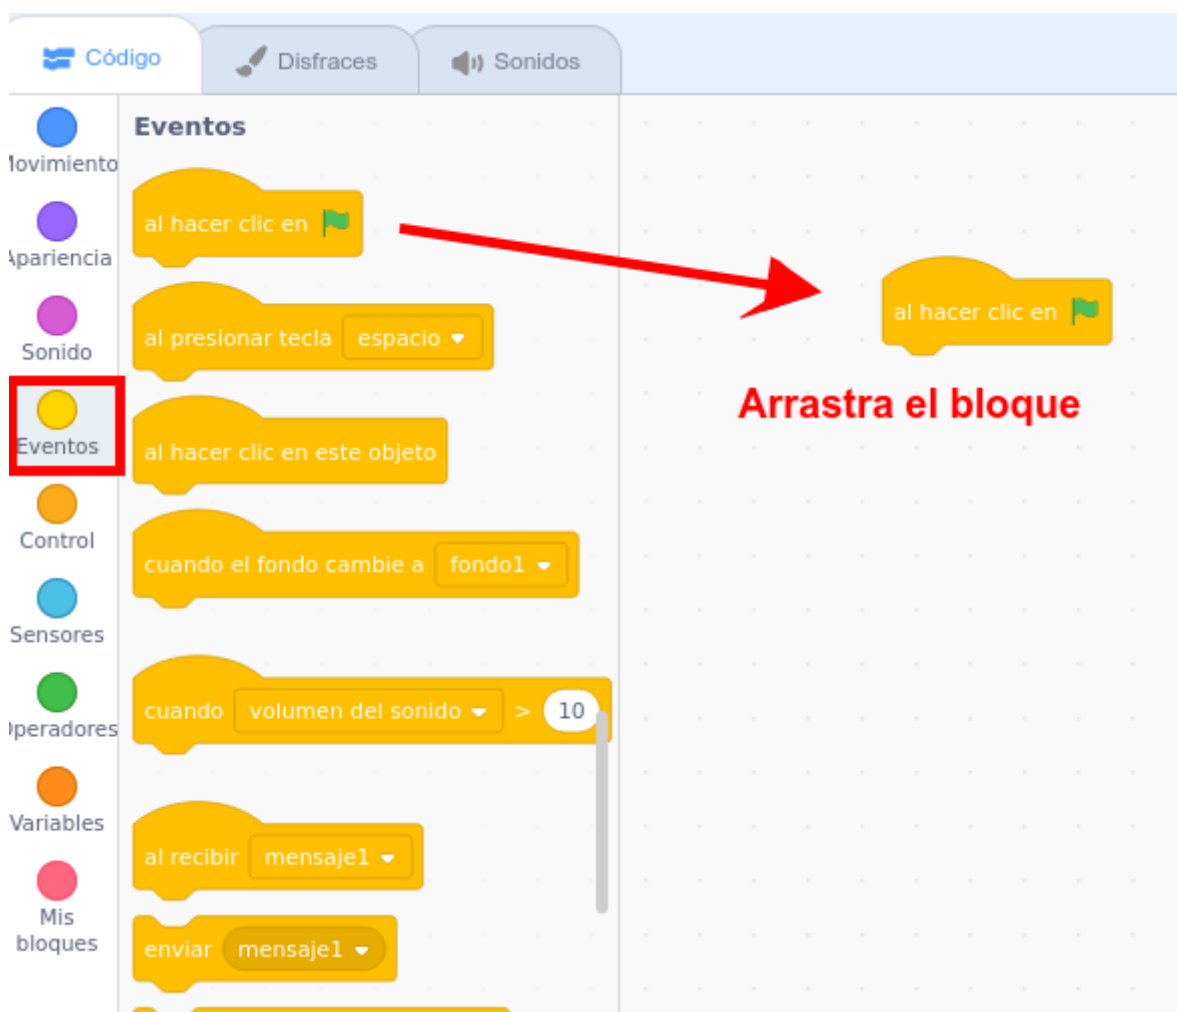 Código
Disfraces
Sonidos
Eventos
Movimiento
al hacer clic en
Apariencia
al presionar tecla espacio
Sonido
al hacer clic en
Arrastra el bloque
Eventos
al hacer clic en este objeto
Control
cuando el fondo cambie a fondo1
Sensores
Operadores
cuando volumen del sonido > 10
Variables
al recibir mensaje1
Mis
bloques
enviar mensaje1